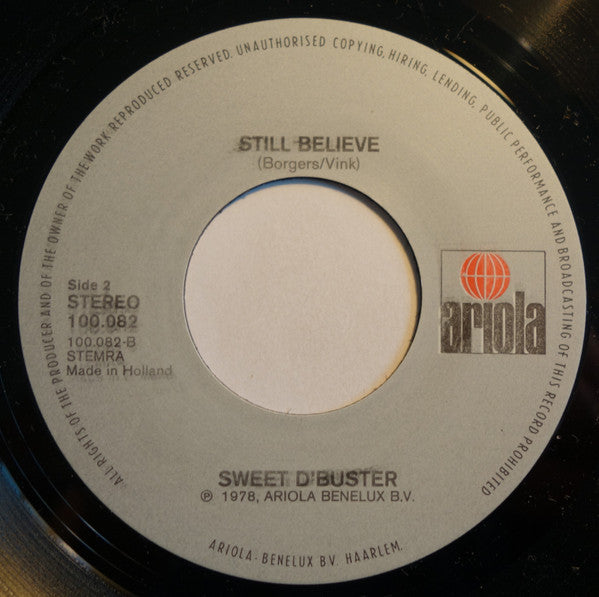 ALL RIGHTS OF THE PRODUCER AND OF THE OWNER OF THE WORK REPRODUCED RESERVED. UNAUTHORISED COPYING, HIRING, LENDING, PUBLIC PERFORMANCE AND BROADCASTING OF THIS RECORD PROHIBITED
STILL BELIEVE
(Borgers/Vink)
Side 2
STEREO
100.082
100.082-B
STEMRA
Made in Holland
ariola
SWEET D'BUSTER
℗ 1978, ARIOLA BENELUX B.V.
ARIOLA-BENELUX B.V. HAARLEM.